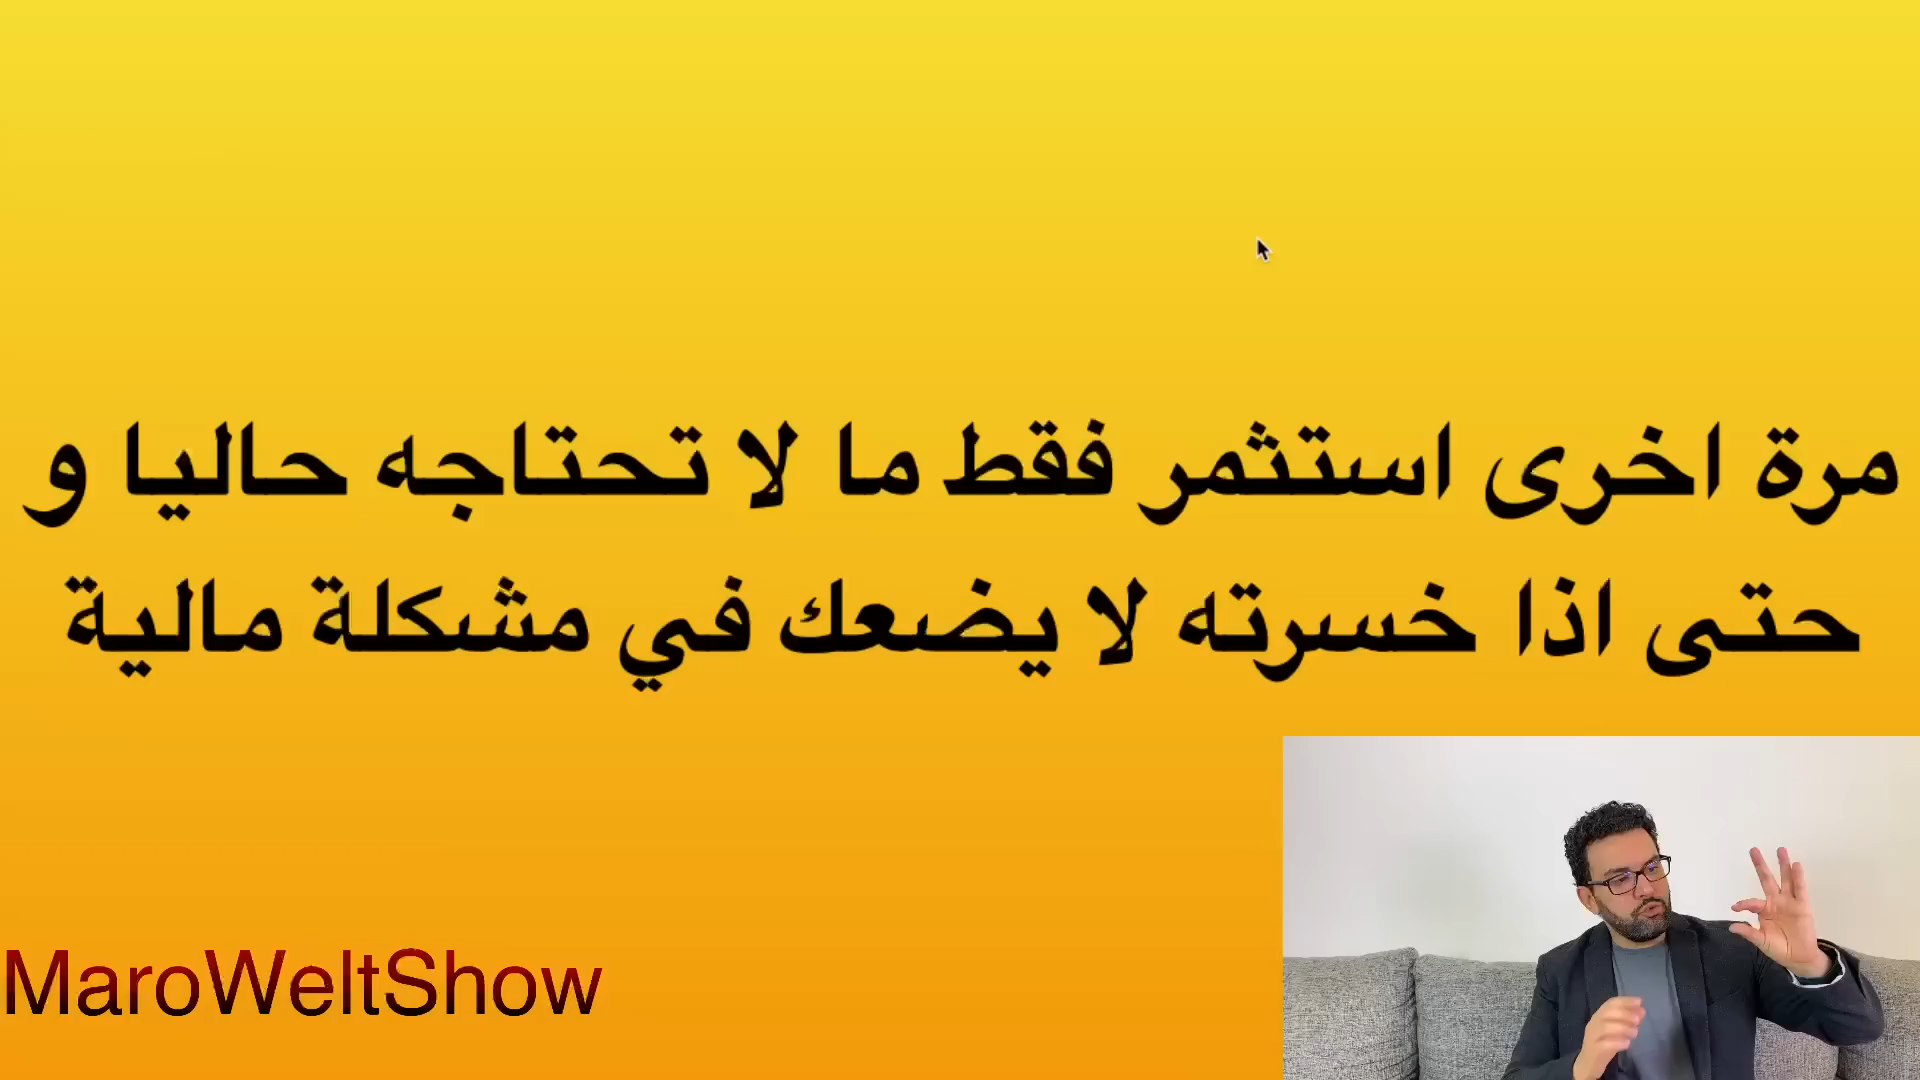 مرة اخرى استثمر فقط ما لا تحتاجه حاليا و
حتى اذا خسرته لا يضعك في مشكلة مالية
MaroWeltShow